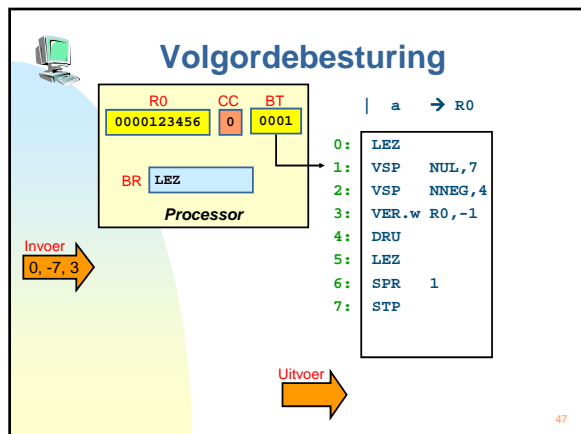 Volgordebesturing
R0 CC BT
0000123456 0 0001
BR LEZ
Processor
Invoer
0, -7, 3
| a → R0
0: LEZ
1: VSP NUL,7
2: VSP NNEG,4
3: VER.w R0,-1
4: DRU
5: LEZ
6: SPR 1
7: STP
Uitvoer
47